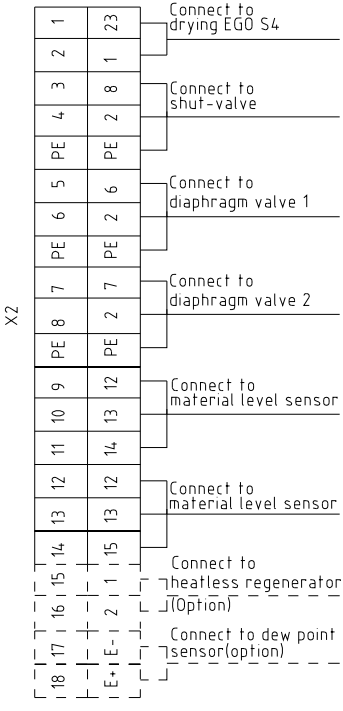 X2
1 23
Connect to
drying EGO S4
2 1
3 8
Connect to
shut-valve
4 2
PE PE
5 6
Connect to
diaphragm valve 1
6 2
PE PE
7 7
Connect to
diaphragm valve 2
8 2
PE PE
9 12
Connect to
material level sensor
10 13
11 14
12 12
Connect to
material level sensor
13 13
14 15
Connect to
15 1
heatless regenerator
16 2
(Option)
17 E-
Connect to dew point
sensor(option)
18 E+